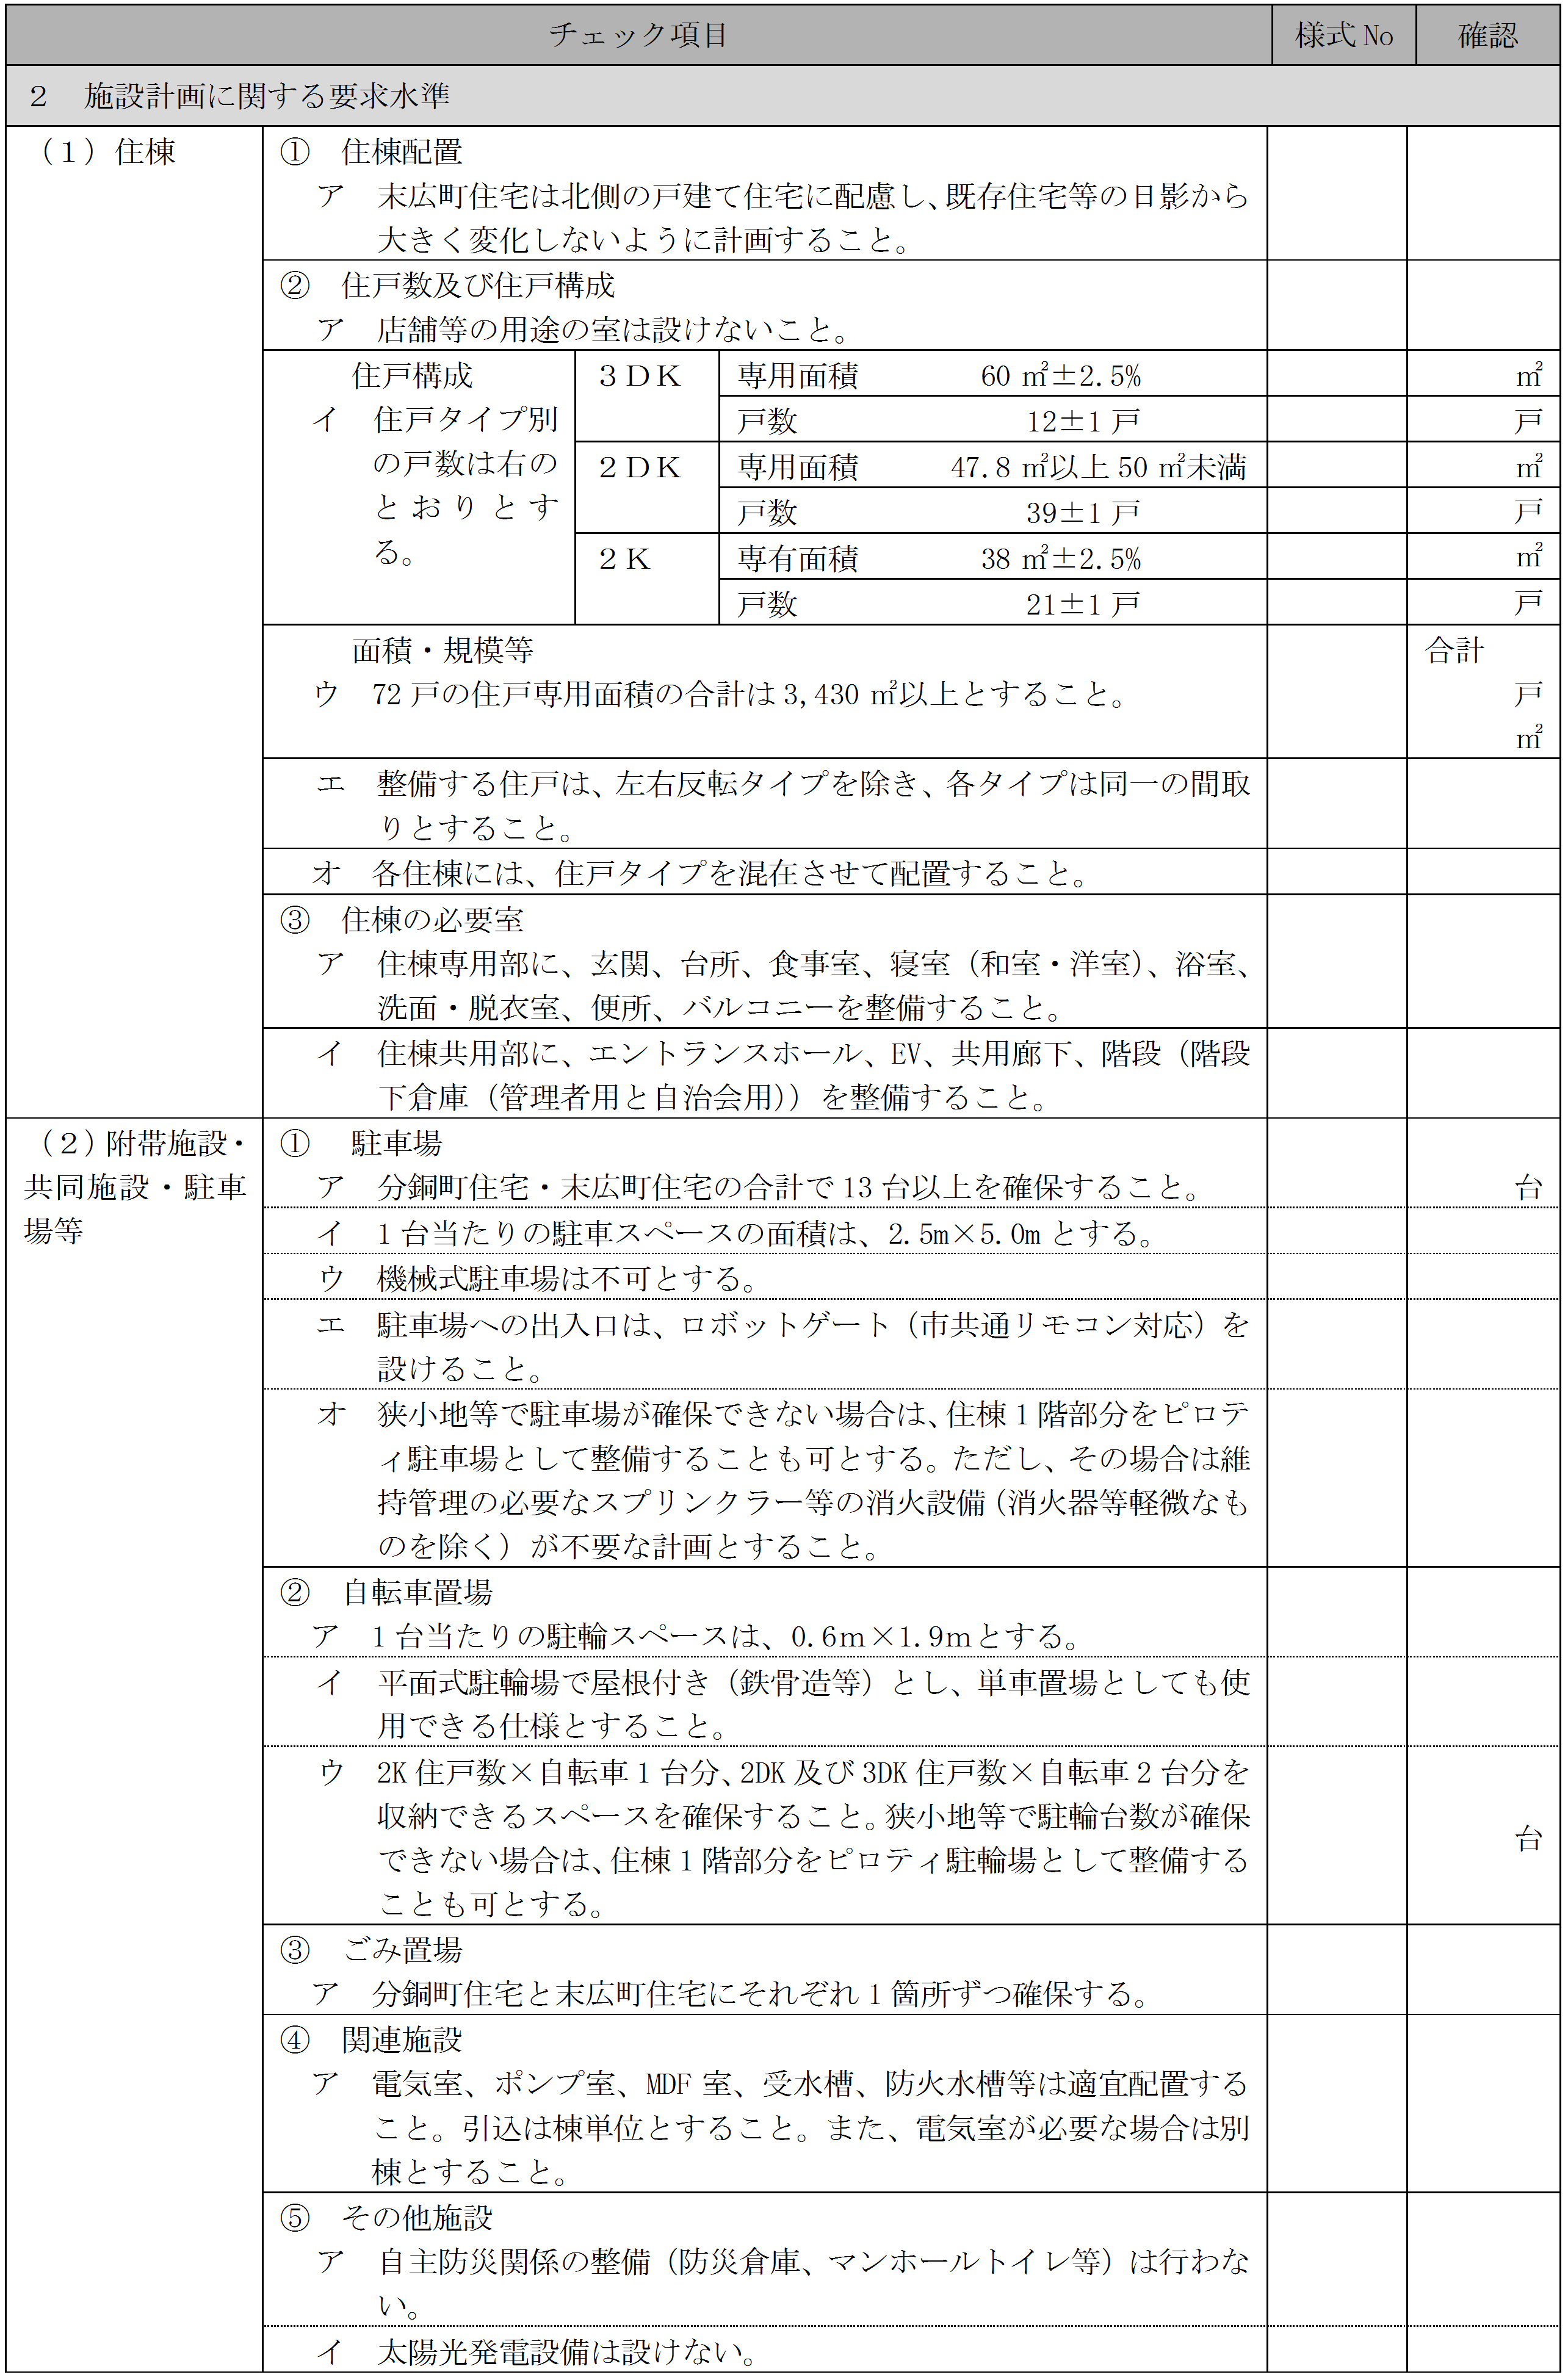 チェック項目 様式 No 確認
２　施設計画に関する要求水準
（１）住棟
①　住棟配置
ア　末広町住宅は北側の戸建て住宅に配慮し、既存住宅等の日影から
大きく変化しないように計画すること。
②　住戸数及び住戸構成
ア　店舗等の用途の室は設けないこと。
住戸構成
イ　住戸タイプ別
の戸数は右の
とおりとす
る。
３ＤＫ 専用面積 60 ㎡±2.5% ㎡
戸数 12±1 戸 戸
２ＤＫ 専用面積 47.8 ㎡以上 50 ㎡未満 ㎡
戸数 39±1 戸 戸
２Ｋ 専有面積 38 ㎡±2.5% ㎡
戸数 21±1 戸 戸
面積・規模等 合計
ウ　72 戸の住戸専用面積の合計は 3,430 ㎡以上とすること。 戸
㎡
エ　整備する住戸は、左右反転タイプを除き、各タイプは同一の間取
りとすること。
オ　各住棟には、住戸タイプを混在させて配置すること。
③　住棟の必要室
ア　住棟専用部に、玄関、台所、食事室、寝室（和室・洋室）、浴室、
洗面・脱衣室、便所、バルコニーを整備すること。
イ　住棟共用部に、エントランスホール、EV、共用廊下、階段（階段
下倉庫（管理者用と自治会用））を整備すること。
（２）附帯施設・
共同施設・駐車
場等
①　駐車場
ア　分銅町住宅・末広町住宅の合計で 13 台以上を確保すること。 台
イ　1 台当たりの駐車スペースの面積は、2.5m×5.0m とする。
ウ　機械式駐車場は不可とする。
エ　駐車場への出入口は、ロボットゲート（市共通リモコン対応）を
設けること。
オ　狭小地等で駐車場が確保できない場合は、住棟 1 階部分をピロテ
ィ駐車場として整備することも可とする。ただし、その場合は維
持管理の必要なスプリンクラー等の消火設備（消火器等軽微なも
のを除く）が不要な計画とすること。
②　自転車置場
ア　1 台当たりの駐輪スペースは、0.6ｍ×1.9ｍとする。
イ　平面式駐輪場で屋根付き（鉄骨造等）とし、単車置場としても使
用できる仕様とすること。
ウ　2K 住戸数×自転車 1 台分、2DK 及び 3DK 住戸数×自転車 2 台分を
収納できるスペースを確保すること。狭小地等で駐輪台数が確保
できない場合は、住棟 1 階部分をピロティ駐輪場として整備する
ことも可とする。
台
③　ごみ置場
ア　分銅町住宅と末広町住宅にそれぞれ 1 箇所ずつ確保する。
④　関連施設
ア　電気室、ポンプ室、MDF 室、受水槽、防火水槽等は適宜配置する
こと。引込は棟単位とすること。また、電気室が必要な場合は別
棟とすること。
⑤　その他施設
ア　自主防災関係の整備（防災倉庫、マンホールトイレ等）は行わな
い。
イ　太陽光発電設備は設けない。